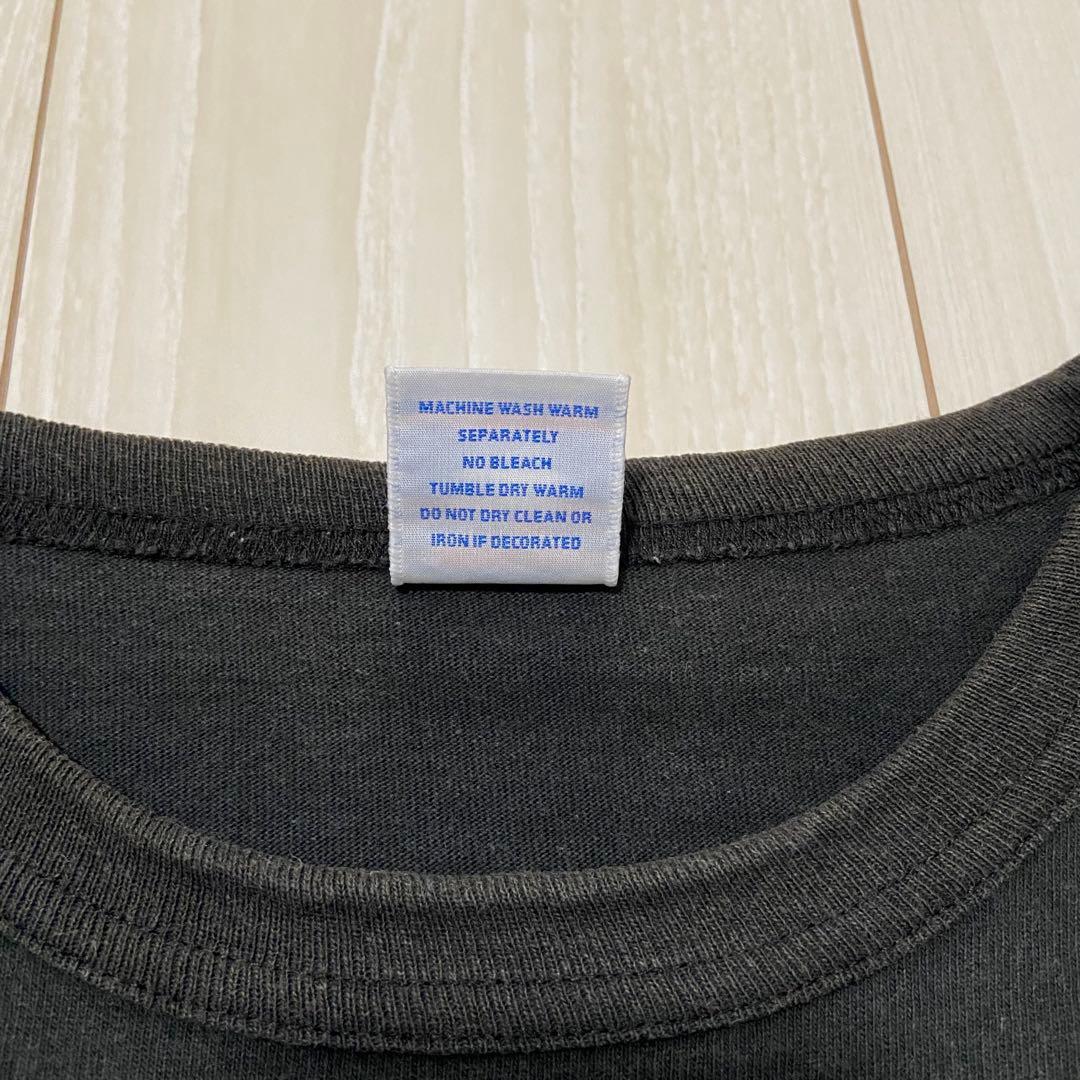 MACHINE WASH WARM
SEPARATELY
NO BLEACH
TUMBLE DRY WARM
DO NOT DRY CLEAN OR
IRON IF DECORATED